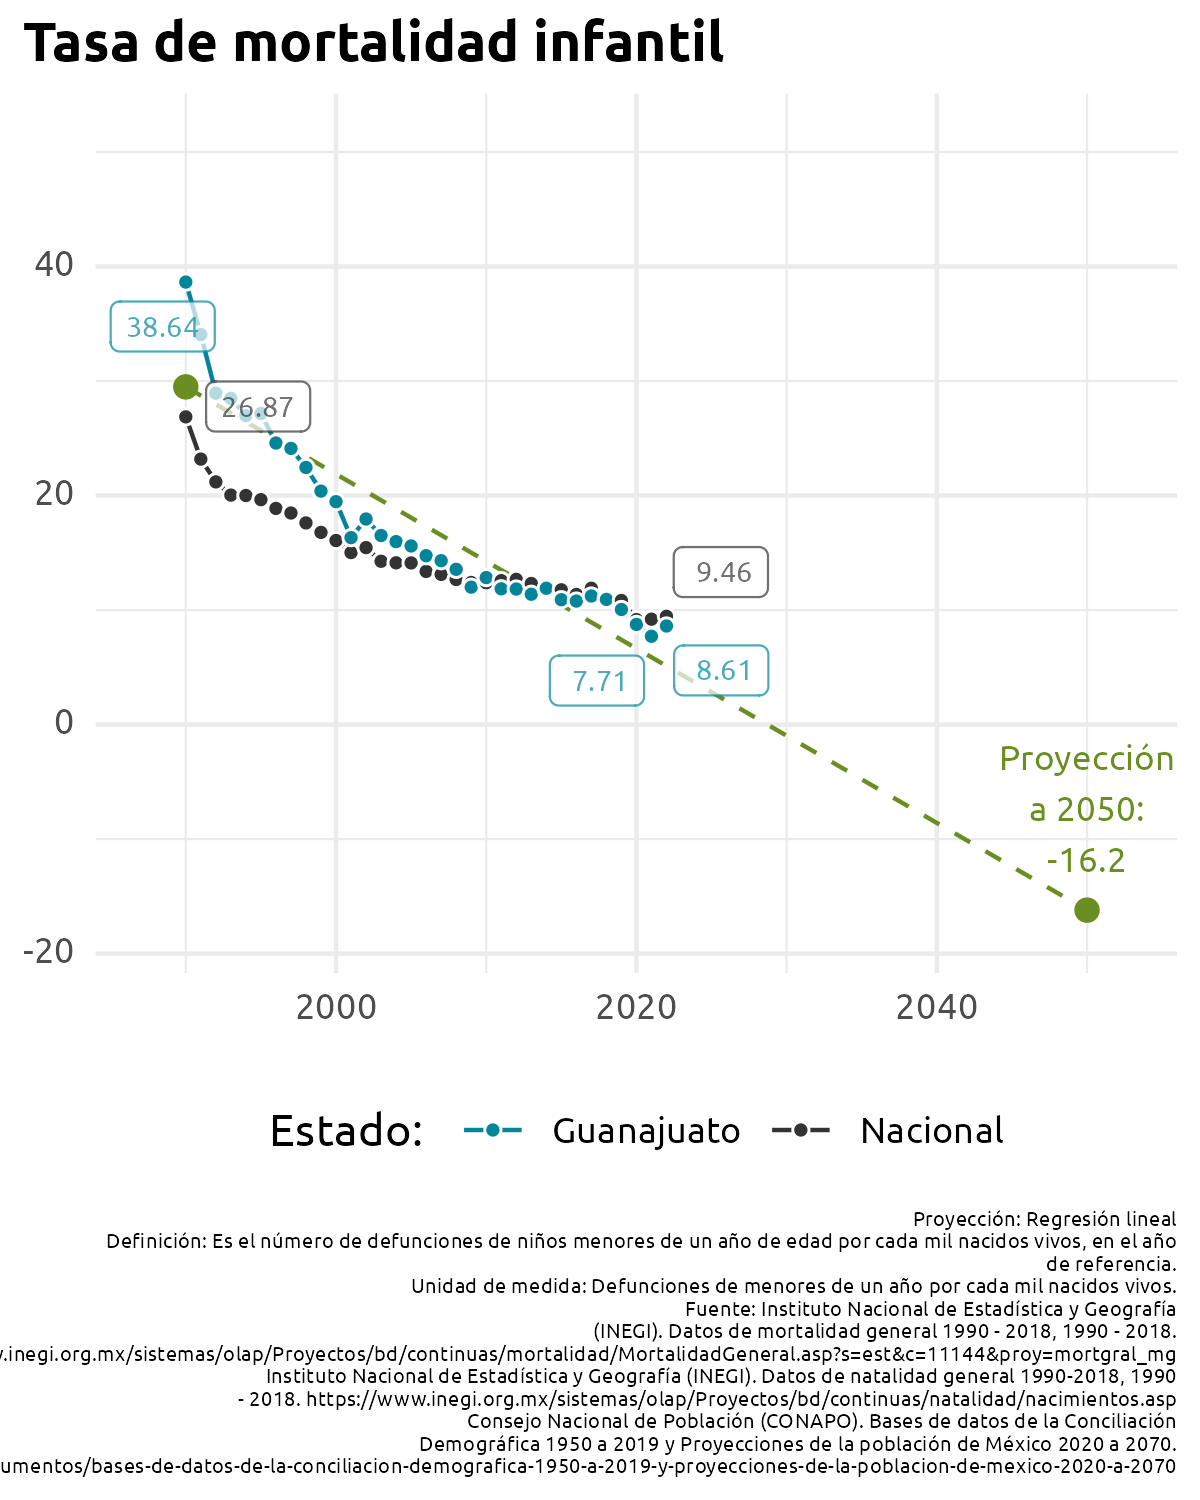 Tasa de mortalidad infantil
40
38.64
26.87
20
9.46
7.71
8.61
0
Proyección
a 2050:
-16.2
-20
2000
2020
2040
Estado:
Guanajuato
Nacional
Proyección: Regresión lineal
Definición: Es el número de defunciones de niños menores de un año de edad por cada mil nacidos vivos, en el año
de referencia.
Unidad de medida: Defunciones de menores de un año por cada mil nacidos vivos.
Fuente: Instituto Nacional de Estadística y Geografía
(INEGI). Datos de mortalidad general 1990 - 2018, 1990 - 2018.
.inegi.org.mx/sistemas/olap/Proyectos/bd/continuas/mortalidad/MortalidadGeneral.asp?s=est&c=11144&proy=mortgral_mg
Instituto Nacional de Estadística y Geografía (INEGI). Datos de natalidad general 1990-2018, 1990
- 2018. https://www.inegi.org.mx/sistemas/olap/Proyectos/bd/continuas/natalidad/nacimientos.asp
Consejo Nacional de Población (CONAPO). Bases de datos de la Conciliación
Demográfica 1950 a 2019 y Proyecciones de la población de México 2020 a 2070.
umentos/bases-de-datos-de-la-conciliacion-demografica-1950-a-2019-y-proyecciones-de-la-poblacion-de-mexico-2020-a-2070